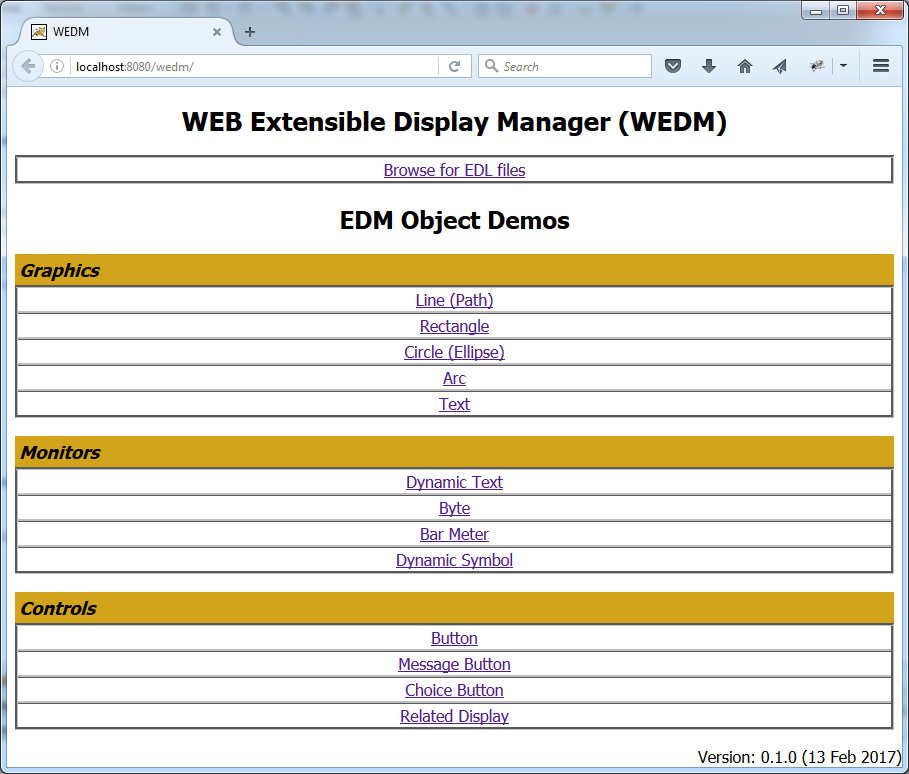 WEDM
localhost:8080/wedm/
Search
WEB Extensible Display Manager (WEDM)
Browse for EDL files
EDM Object Demos
Graphics
Line (Path)
Rectangle
Circle (Ellipse)
Arc
Text
Monitors
Dynamic Text
Byte
Bar Meter
Dynamic Symbol
Controls
Button
Message Button
Choice Button
Related Display
Version: 0.1.0 (13 Feb 2017)